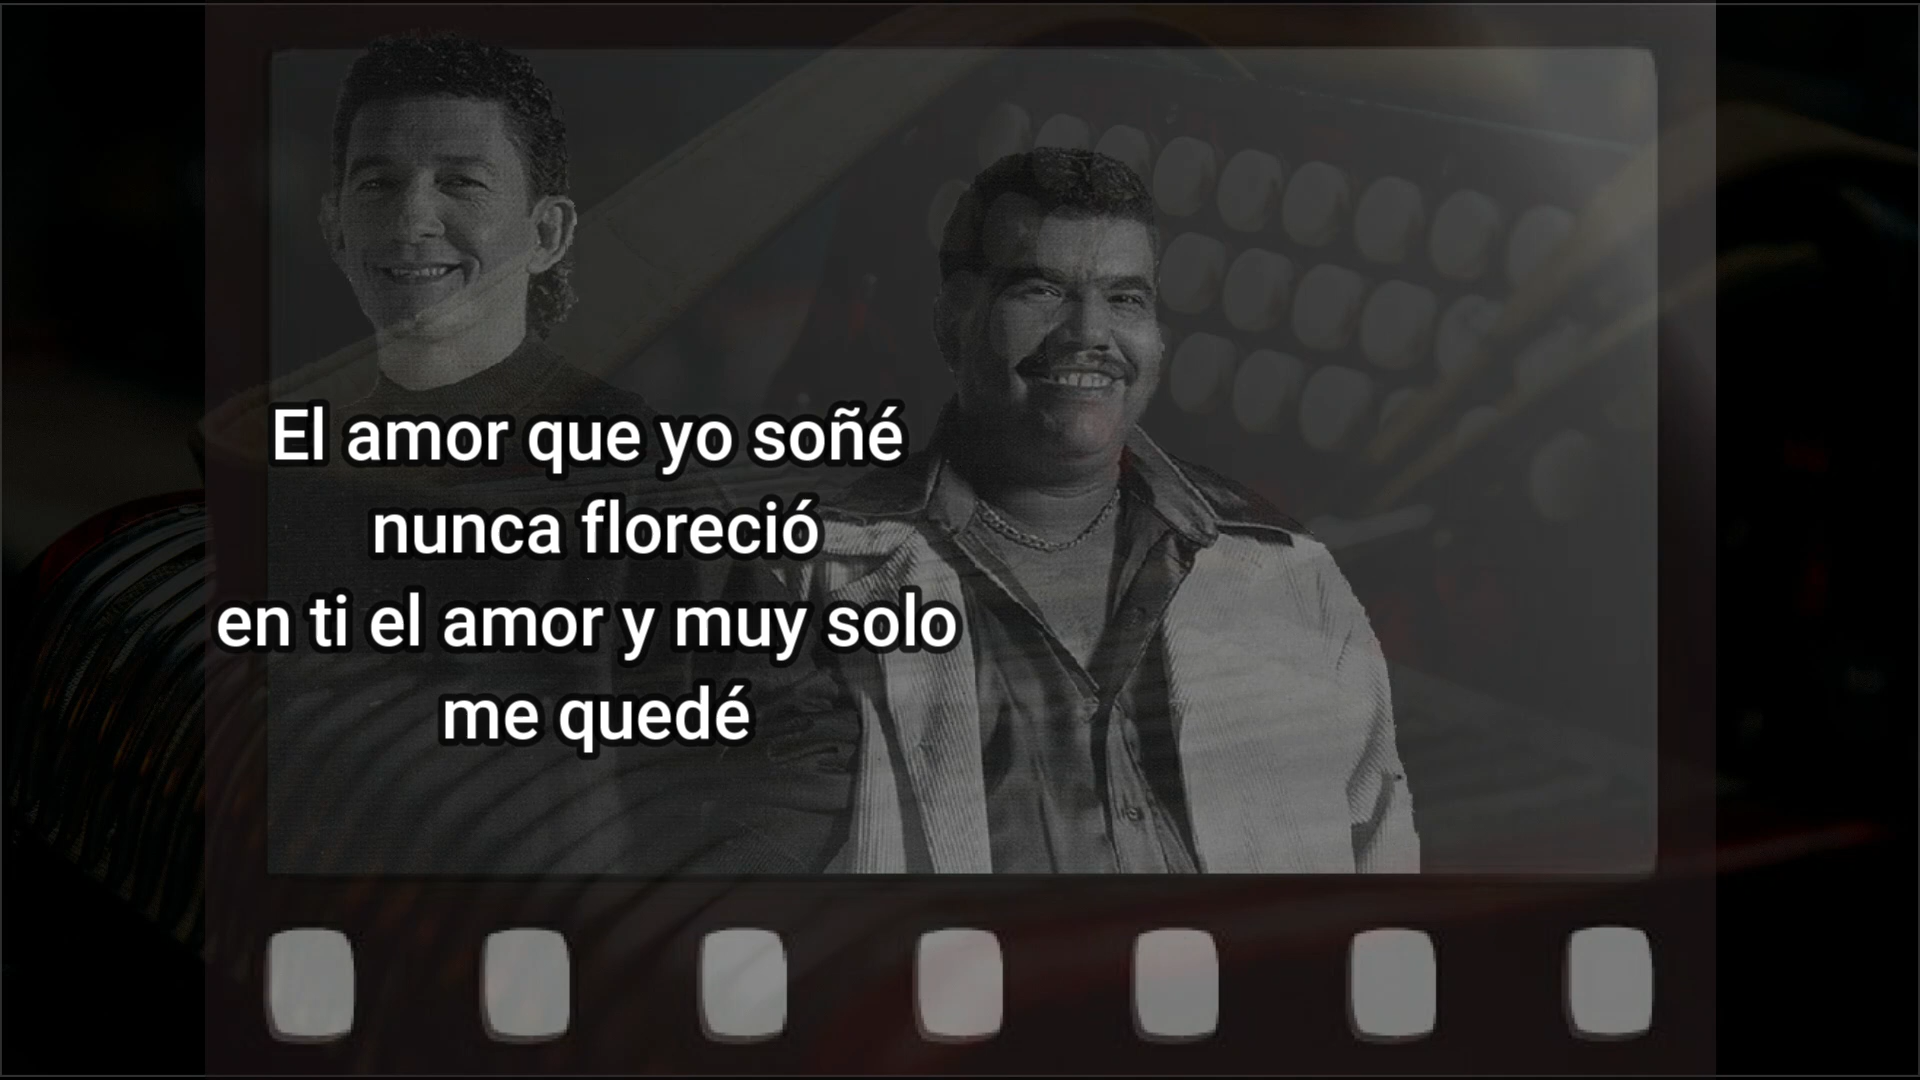 El amor que yo soñé
nunca floreció
en ti el amor y muy solo
me quedé